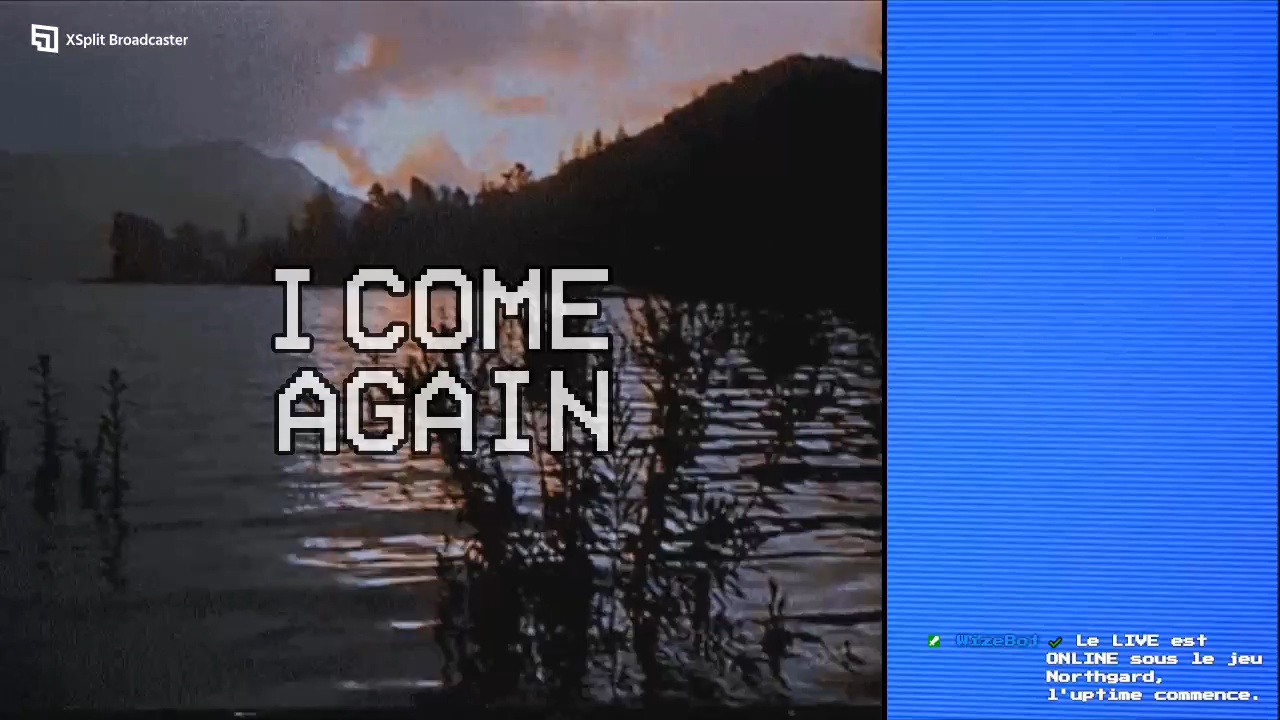 XSplit Broadcaster
I COME
AGAIN
WizeBot Le LIVE est
ONLINE sous le jeu
Northgard,
l'uptime commence.